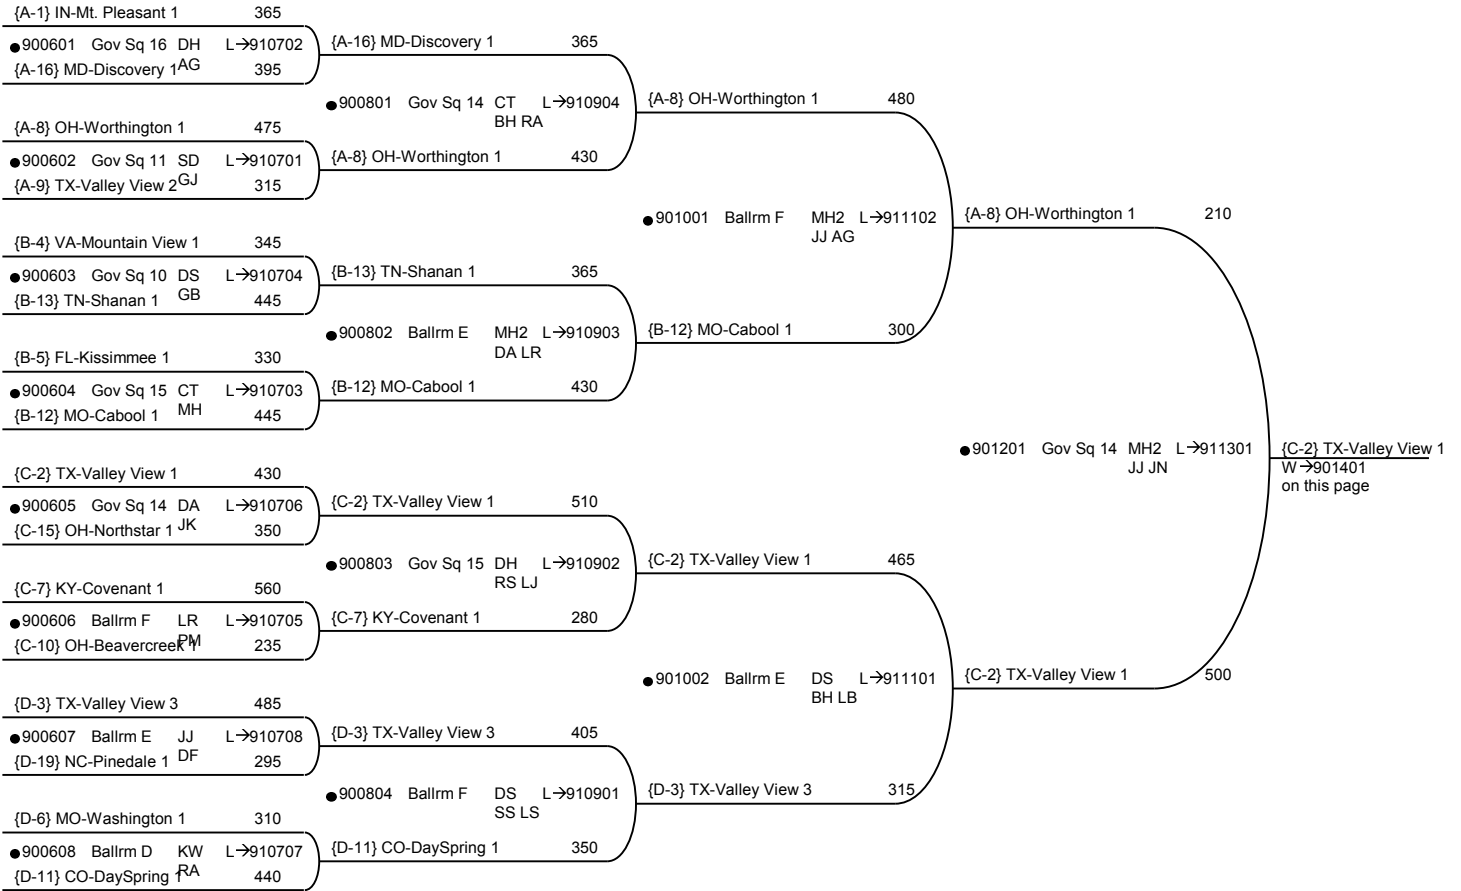 {A-1} IN-Mt. Pleasant 1 365
●900601 Gov Sq 16 DH L→910702
AG
{A-16} MD-Discovery 1 395
{A-16} MD-Discovery 1 365
●900801 Gov Sq 14 CT L→910904
BH RA
{A-8} OH-Worthington 1 480
{A-8} OH-Worthington 1 475
●900602 Gov Sq 11 SD L→910701
GJ
{A-9} TX-Valley View 2 315
{A-8} OH-Worthington 1 430
●901001 Ballrm F MH2 L→911102
JJ AG
{A-8} OH-Worthington 1 210
{B-4} VA-Mountain View 1 345
●900603 Gov Sq 10 DS L→910704
GB
{B-13} TN-Shanan 1 445
{B-13} TN-Shanan 1 365
●900802 Ballrm E MH2 L→910903
DA LR
{B-12} MO-Cabool 1 300
{B-5} FL-Kissimmee 1 330
●900604 Gov Sq 15 CT L→910703
MH
{B-12} MO-Cabool 1 445
{B-12} MO-Cabool 1 430
●901201 Gov Sq 14 MH2 L→911301
JJ JN
{C-2} TX-Valley View 1
W→901401
on this page
{C-2} TX-Valley View 1 430
●900605 Gov Sq 14 DA L→910706
JK
{C-15} OH-Northstar 1 350
{C-2} TX-Valley View 1 510
●900803 Gov Sq 15 DH L→910902
RS LJ
{C-2} TX-Valley View 1 465
{C-7} KY-Covenant 1 560
●900606 Ballrm F LR L→910705
PM
{C-10} OH-Beavercreek 1 235
{C-7} KY-Covenant 1 280
●901002 Ballrm E DS L→911101
BH LB
{C-2} TX-Valley View 1 500
{D-3} TX-Valley View 3 485
●900607 Ballrm E JJ L→910708
DF
{D-19} NC-Pinedale 1 295
{D-3} TX-Valley View 3 405
●900804 Ballrm F DS L→910901
SS LS
{D-3} TX-Valley View 3 315
{D-6} MO-Washington 1 310
●900608 Ballrm D KW L→910707
RA
{D-11} CO-DaySpring 1 440
{D-11} CO-DaySpring 1 350